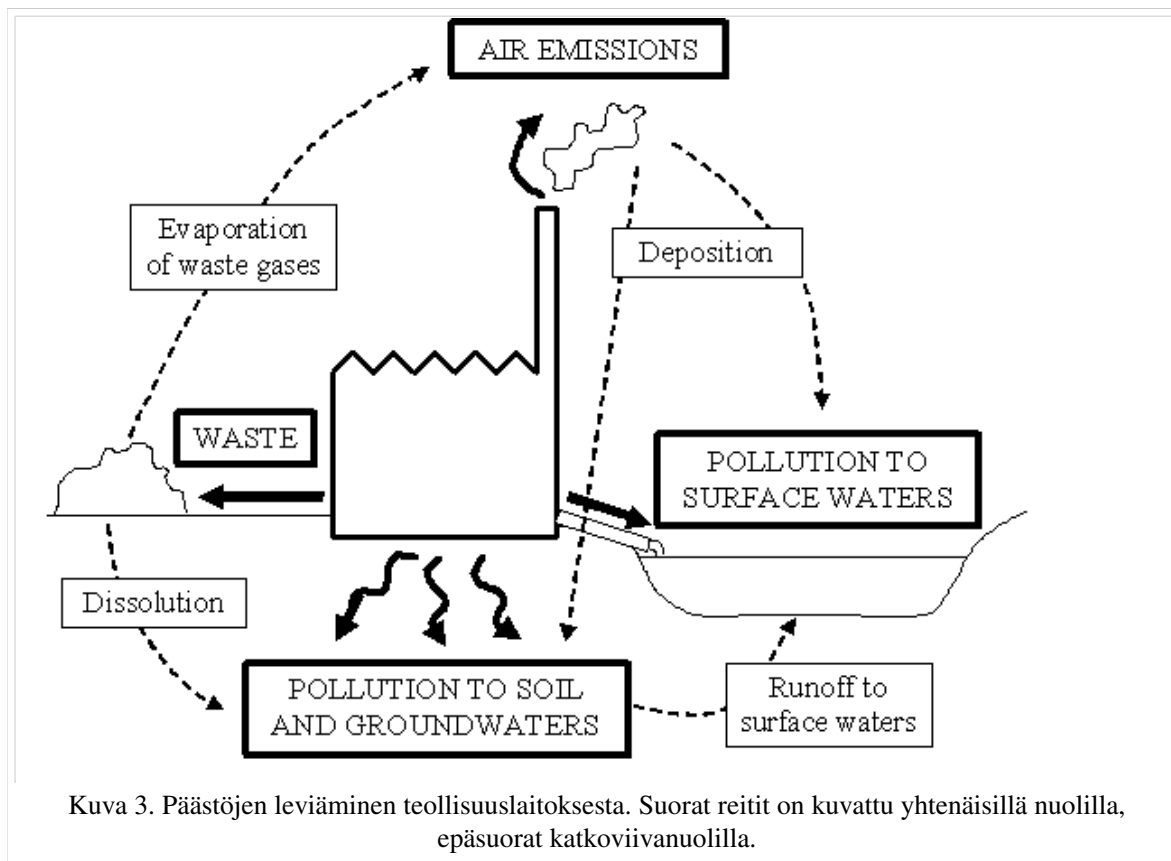 AIR EMISSIONS
Evaporation
of waste gases
Deposition
WASTE
POLLUTION TO
SURFACE WATERS
Dissolution
POLLUTION TO SOIL
AND GROUNDWATERS
Runoff to
surface waters
Kuva 3. Päästöjen leviäminen teollisuuslaitoksesta. Suorat reitit on kuvattu yhtenäisillä nuolilla,
epäsuorat katkoviivanuolilla.